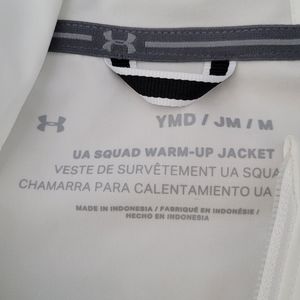 YMD / JM / M
UA SQUAD WARM-UP JACKET
VESTE DE SURVÊTEMENT UA SQUA
CHAMARRA PARA CALENTAMIENTO UA
MADE IN INDONESIA / FABRIQUÉ EN INDONÉSIE /
HECHO EN INDONESIA